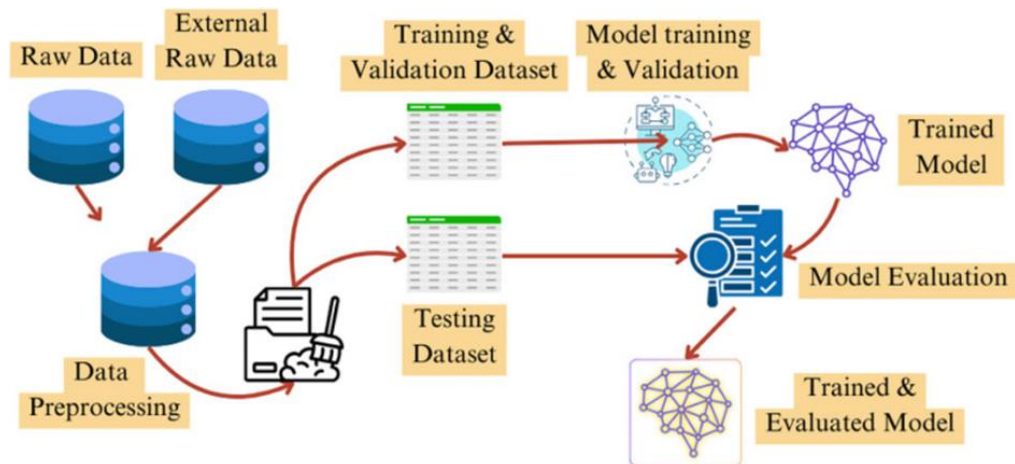 Raw Data
External
Raw Data
Training &
Validation Dataset
Model training
& Validation
Trained
Model
Model Evaluation
Testing
Dataset
Data
Preprocessing
Trained &
Evaluated Model